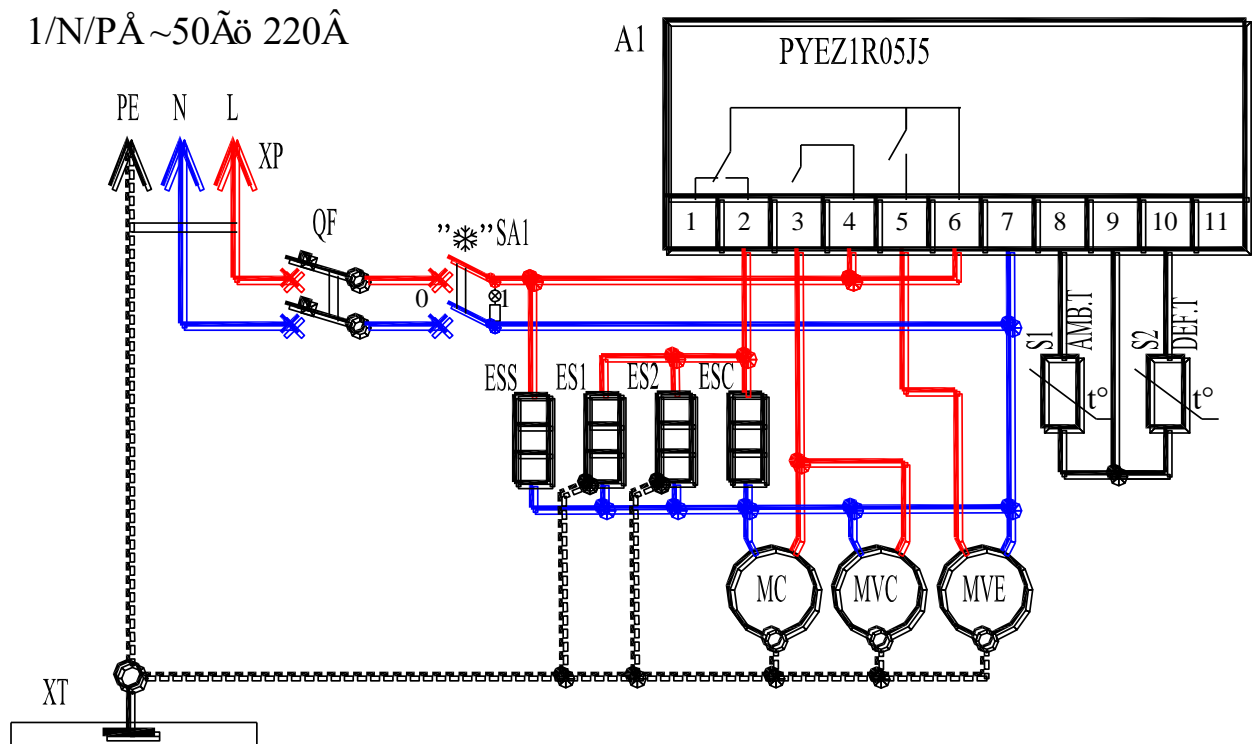 1/N/PÅ ~50Ãö 220Â
A1
PYEZ1R05J5
PE N L
XP
QF
"❄" SA1
0 1
1 2 3 4 5 6 7 8 9 10 11
S1 AMB.T
S2 DEF.T
t° t°
ESS ES1 ES2 ESC
MC MVC MVE
XT